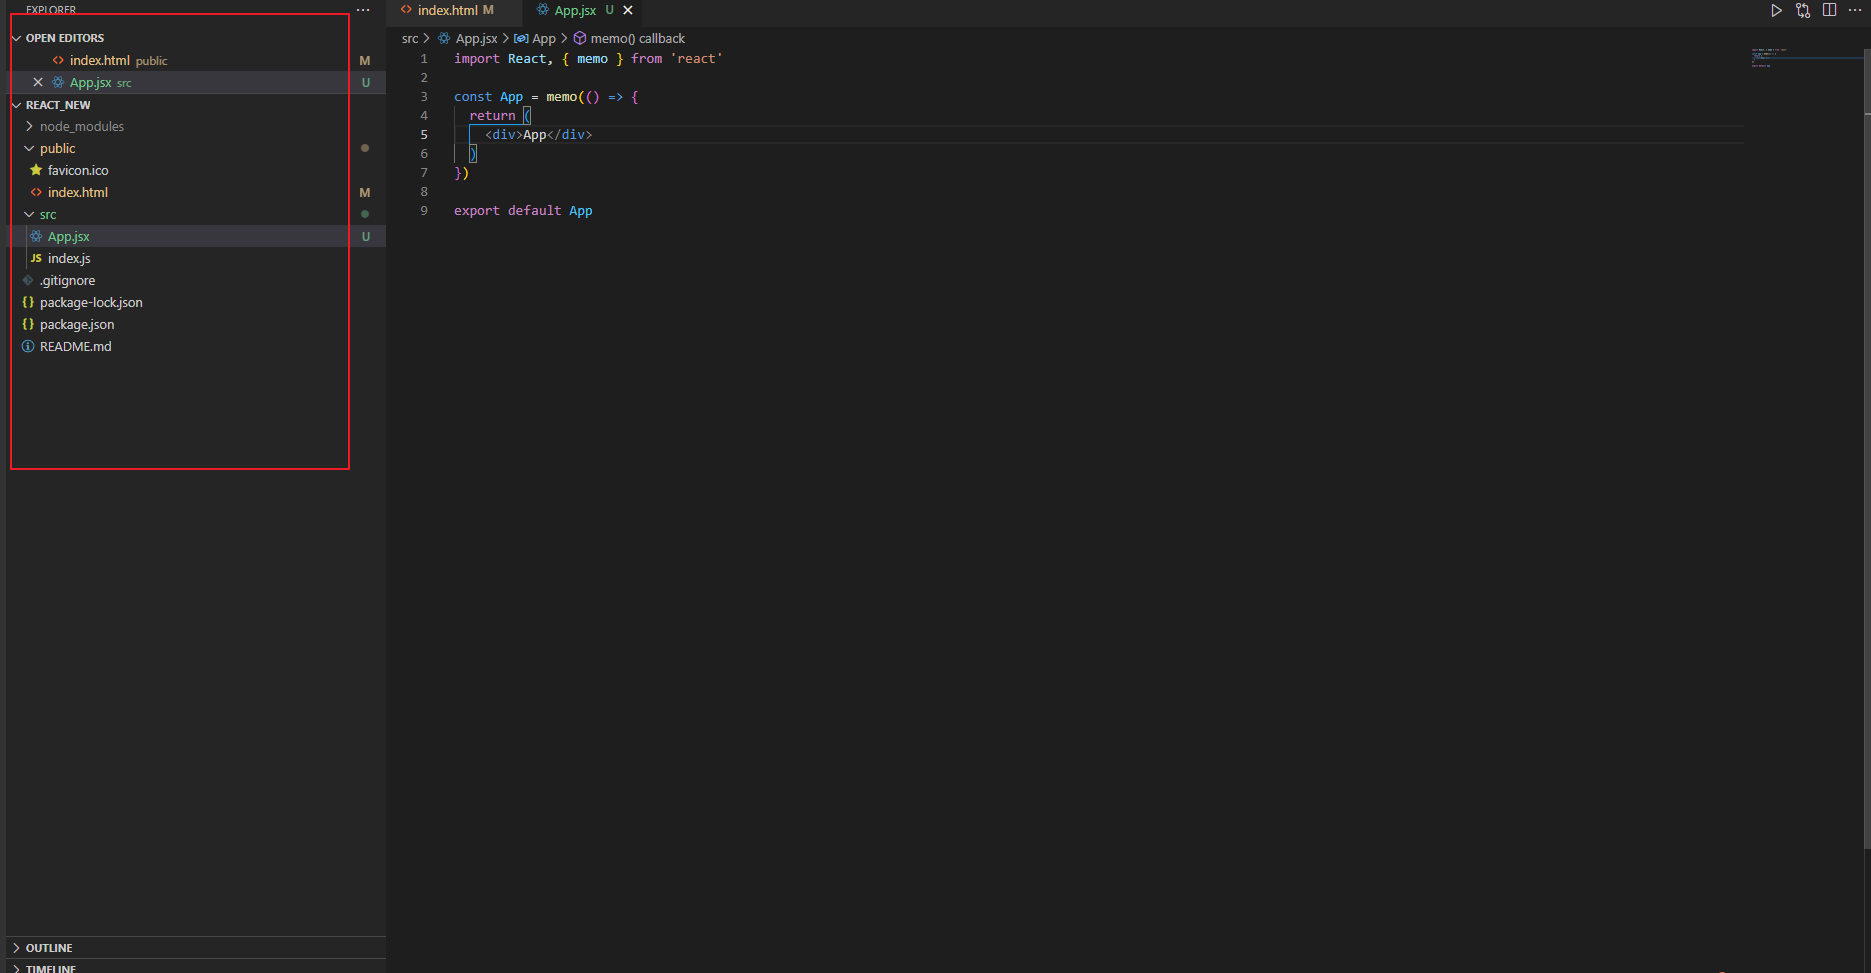 EXPLORER
OPEN EDITORS
index.html public M
App.jsx src U
REACT_NEW
node_modules
public
favicon.ico
index.html M
src
App.jsx U
JS index.js
.gitignore
{} package-lock.json
{} package.json
README.md
OUTLINE
TIMELINE
index.html M
App.jsx U
src > App.jsx > App > memo() callback
1 import React, { memo } from 'react'
2
3 const App = memo(() => {
4 return (
5 <div>App</div>
6 )
7 })
8
9 export default App